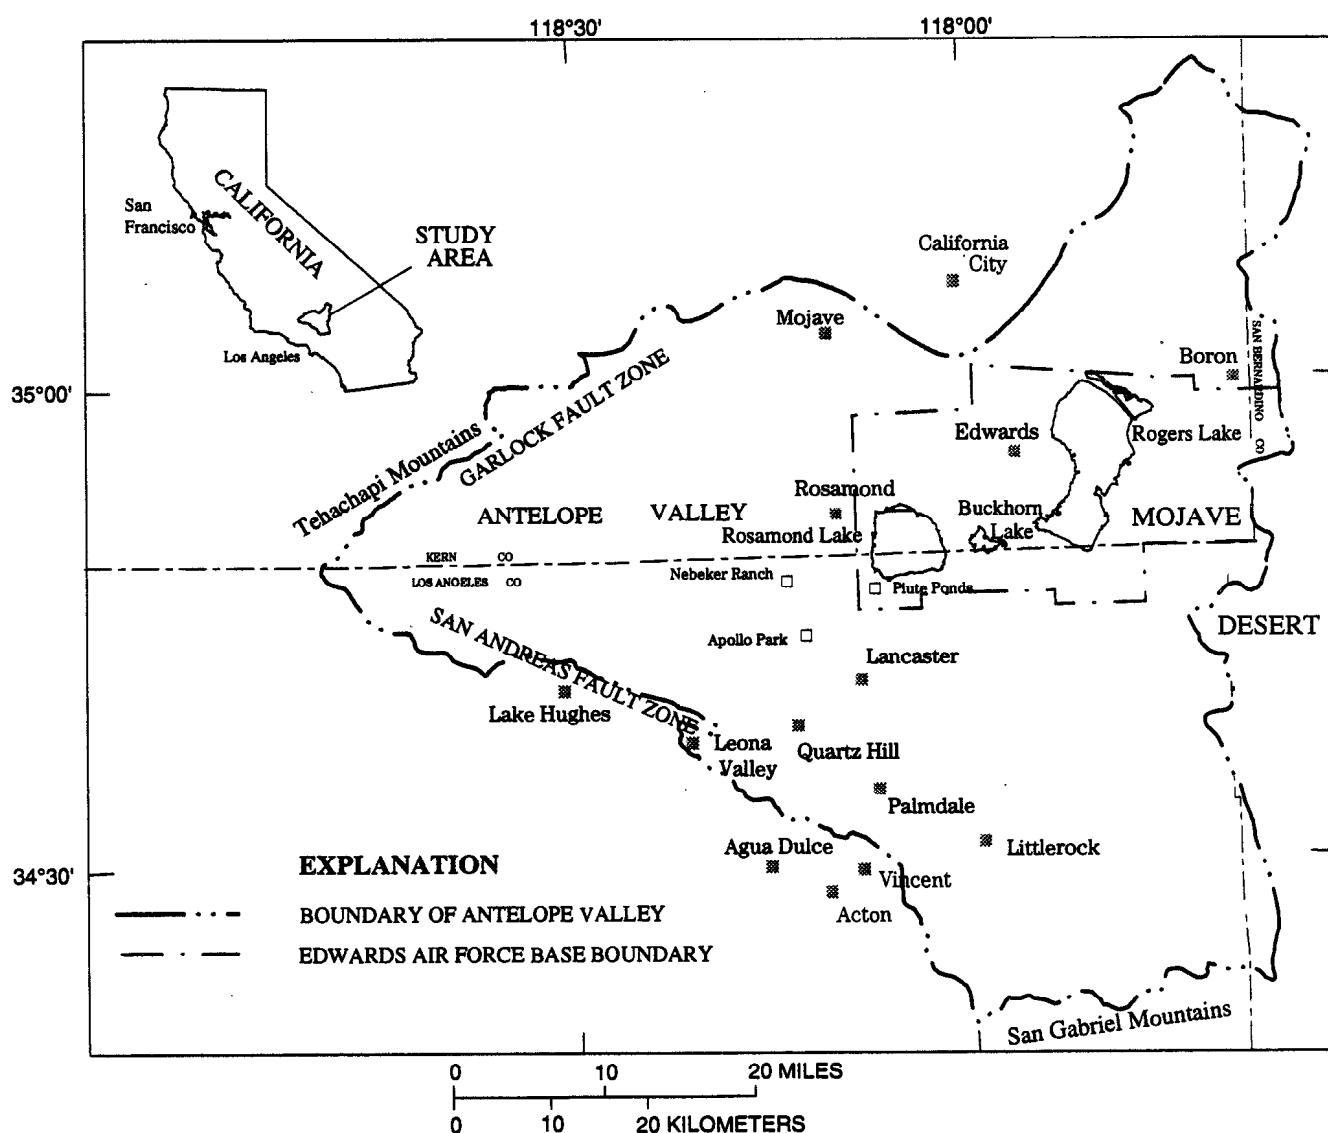 118°30'
118°00'
CALIFORNIA
San
Francisco
STUDY
AREA
Los Angeles
California
City
Mojave
Boron
SAN BERNARDINO CO
35°00'
Tehachapi Mountains
GARLOCK FAULT ZONE
Edwards
Rogers Lake
Rosamond
ANTELOPE VALLEY
Buckhorn
Lake
MOJAVE
Rosamond Lake
KERN CO
LOS ANGELES CO
Nebeker Ranch
Piute Ponds
DESERT
SAN ANDREAS FAULT ZONE
Apollo Park
Lancaster
Lake Hughes
Leona
Valley
Quartz Hill
Palmdale
Agua Dulce
Littlerock
Vincent
Acton
34°30'
EXPLANATION
BOUNDARY OF ANTELOPE VALLEY
EDWARDS AIR FORCE BASE BOUNDARY
San Gabriel Mountains
0 10 20 MILES
0 10 20 KILOMETERS